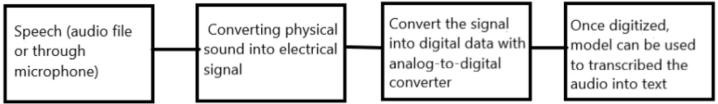 Speech (audio file
or through
microphone)
Converting physical
sound into electrical
signal
Convert the signal
into digital data with
analog-to-digital
converter
Once digitized,
model can be used
to transcribed the
audio into text